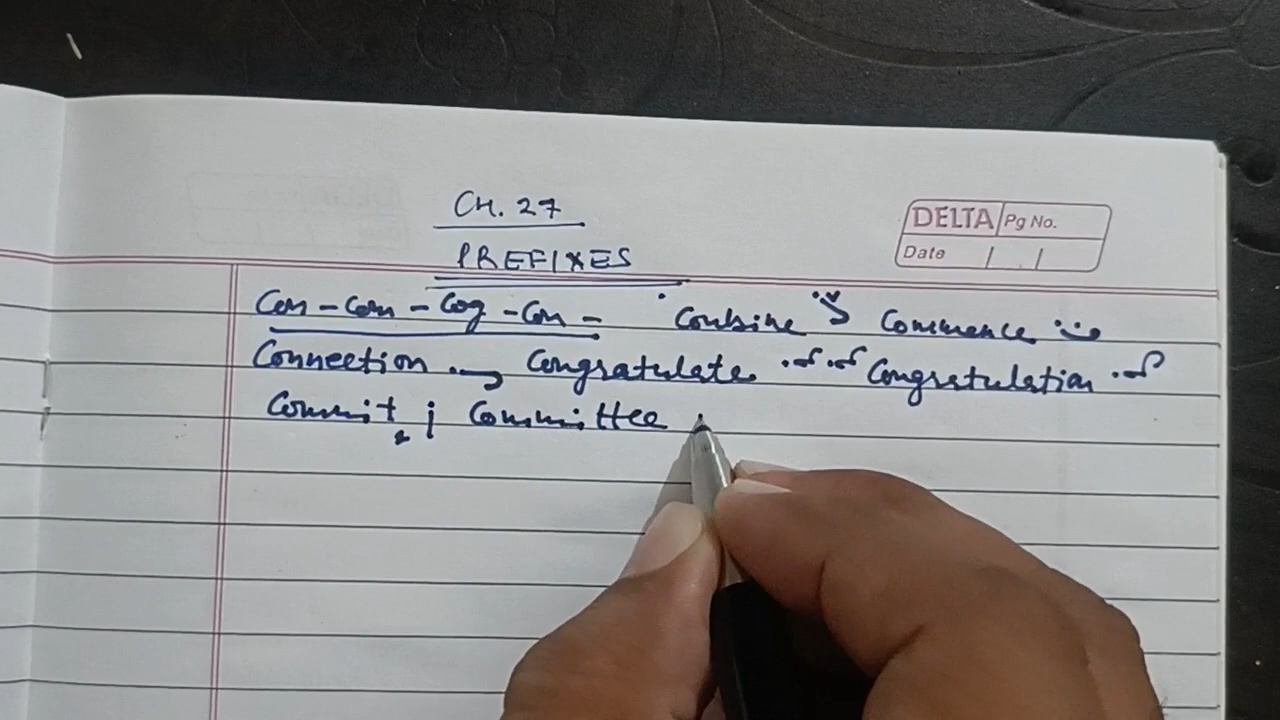 CH. 27
PREFIXES
DELTA Pg No.
Date / /
Con - Com - Cog - Con - Combine Commence
Connection Congratulate Congratulation
Commit ; Committee